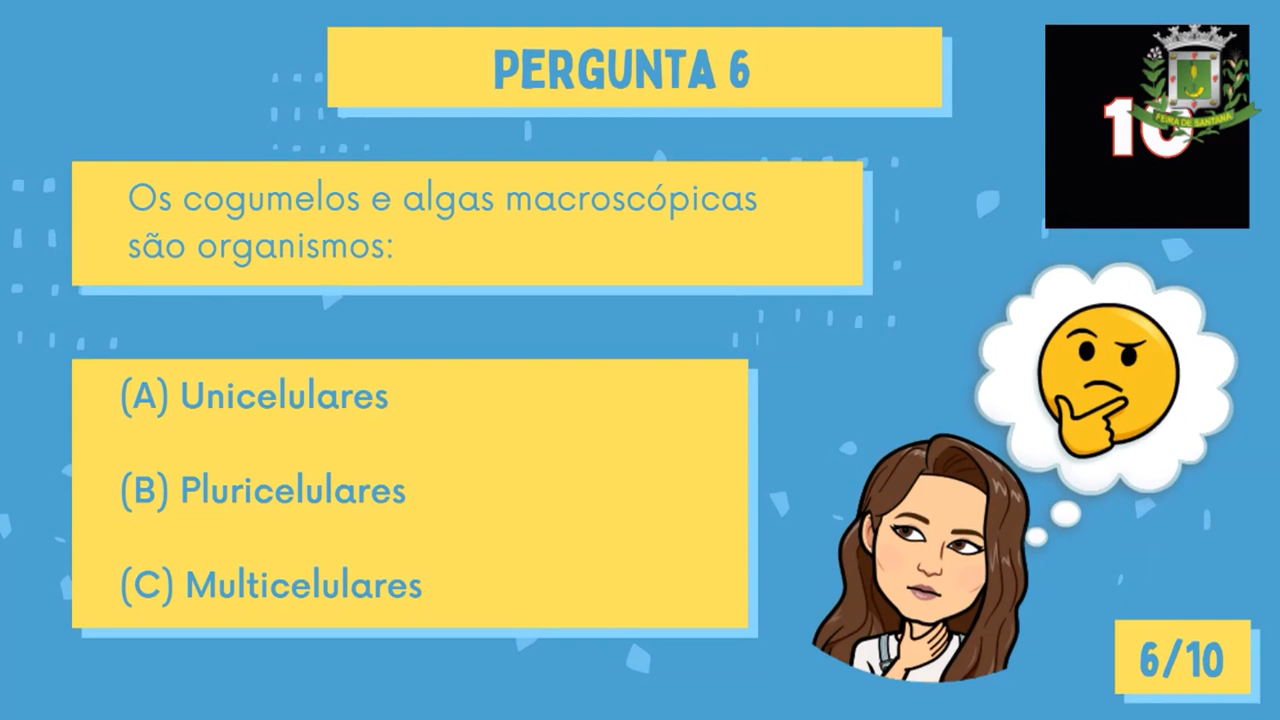 PERGUNTA 6
10
FEIRA DE SANTANA
Os cogumelos e algas macroscópicas
são organismos:
(A) Unicelulares
(B) Pluricelulares
(C) Multicelulares
6/10